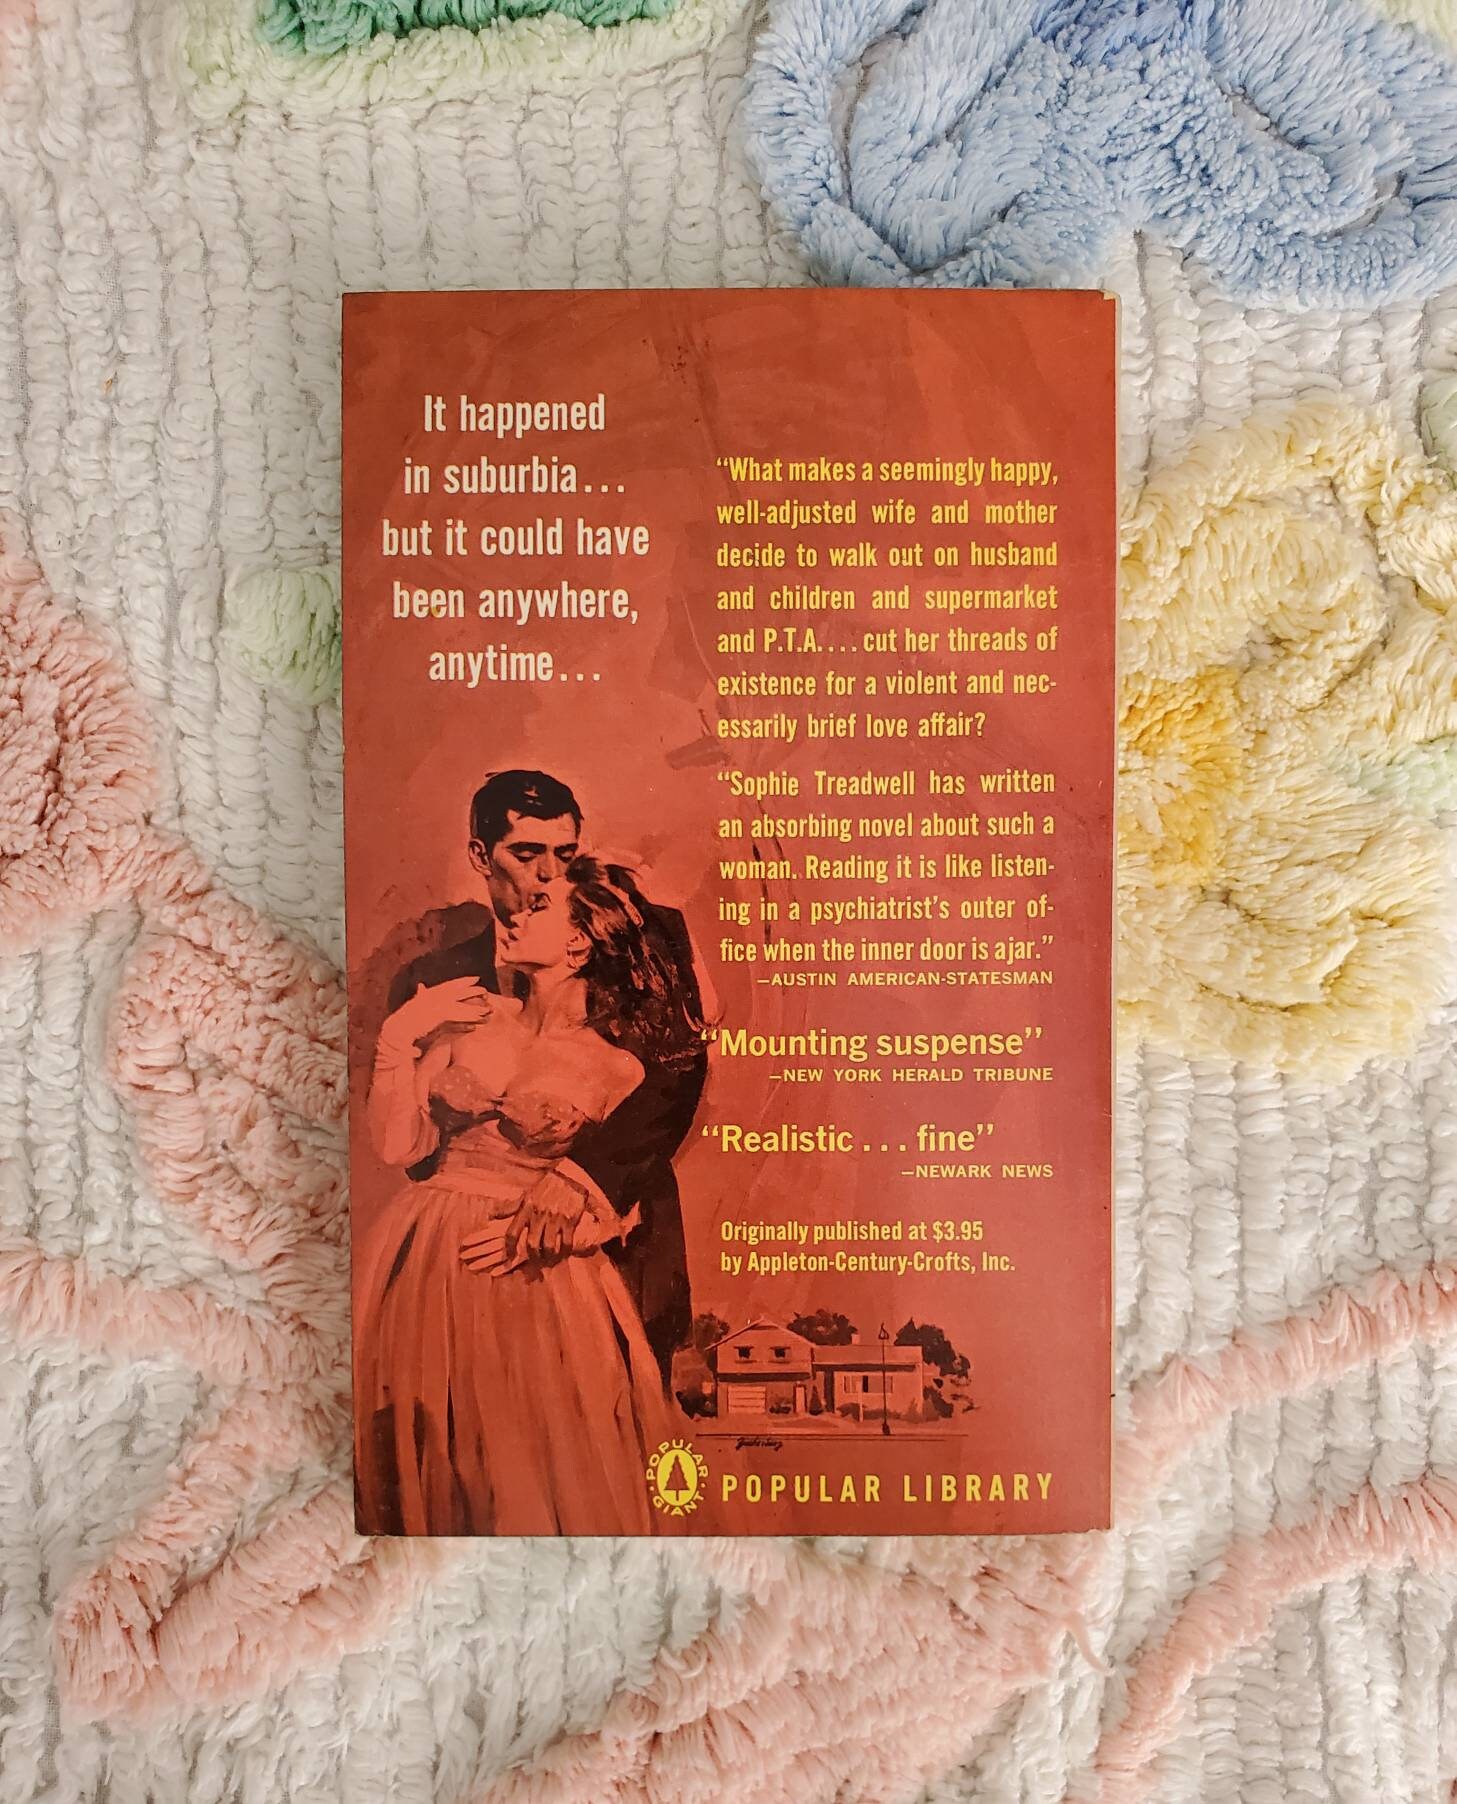 It happened
in suburbia...
but it could have
been anywhere,
anytime...
“What makes a seemingly happy,
well-adjusted wife and mother
decide to walk out on husband
and children and supermarket
and P.T.A.... cut her threads of
existence for a violent and nec-
essarily brief love affair?
“Sophie Treadwell has written
an absorbing novel about such a
woman. Reading it is like listen-
ing in a psychiatrist’s outer of-
fice when the inner door is ajar.”
—AUSTIN AMERICAN-STATESMAN
“Mounting suspense”
—NEW YORK HERALD TRIBUNE
“Realistic . . . fine”
—NEWARK NEWS
Originally published at $3.95
by Appleton-Century-Crofts, Inc.
POPULAR GIANT
POPULAR LIBRARY